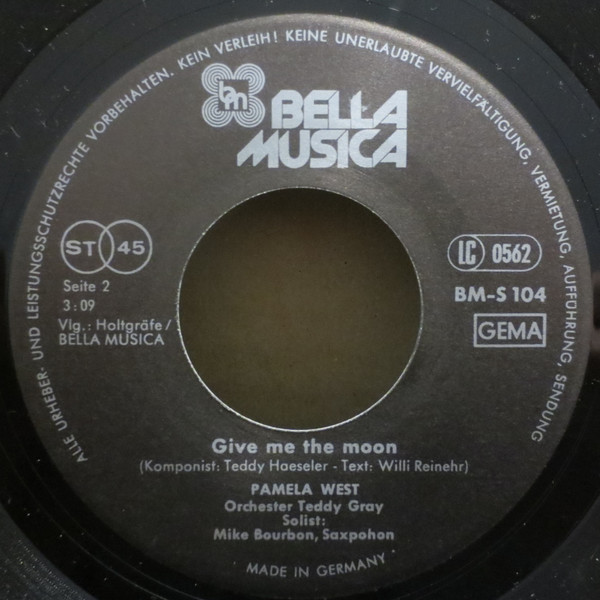 ALLE URHEBER- UND LEISTUNGSSCHUTZRECHTE VORBEHALTEN. KEIN VERLEIH! KEINE UNERLAUBTE VERVIELFÄLTIGUNG, VERMIETUNG, AUFFÜHRUNG, SENDUNG
bm BELLA
MUSICA
ST 45
LC 0562
Seite 2
BM-S 104
3:09
GEMA
Vlg.: Holtgräfe/
BELLA MUSICA
Give me the moon
(Komponist: Teddy Haeseler - Text: Willi Reinehr)
PAMELA WEST
Orchester Teddy Gray
Solist:
Mike Bourbon, Saxpohon
MADE IN GERMANY